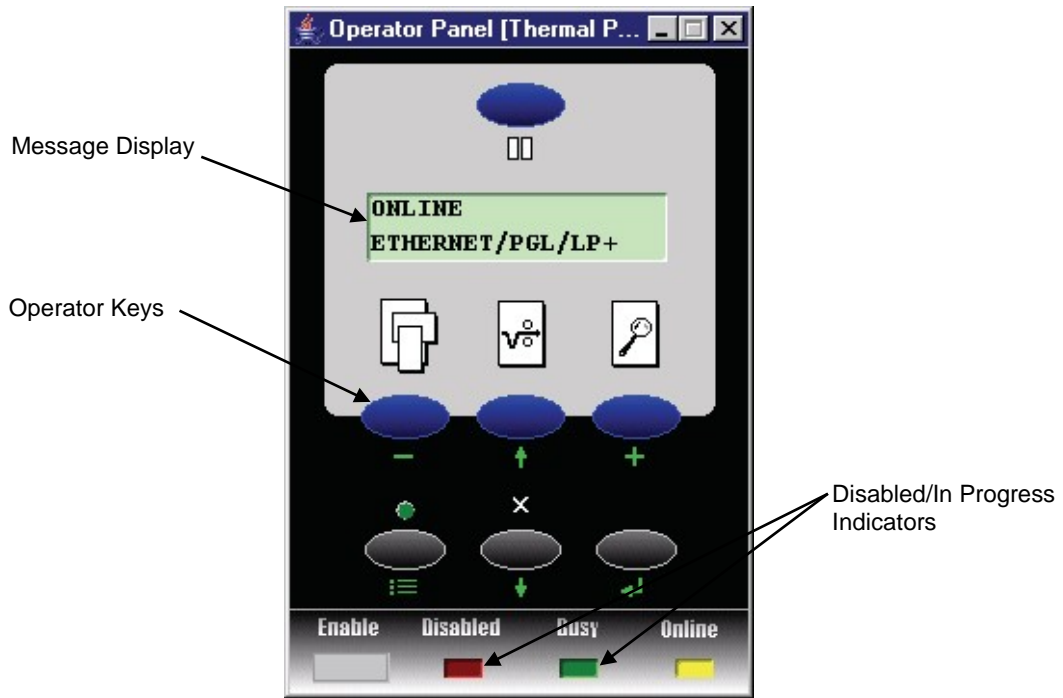 Operator Panel [Thermal P...
Message Display
ONLINE
ETHERNET/PGL/LP+
Operator Keys
Disabled/In Progress
Indicators
Enable Disabled Busy Online